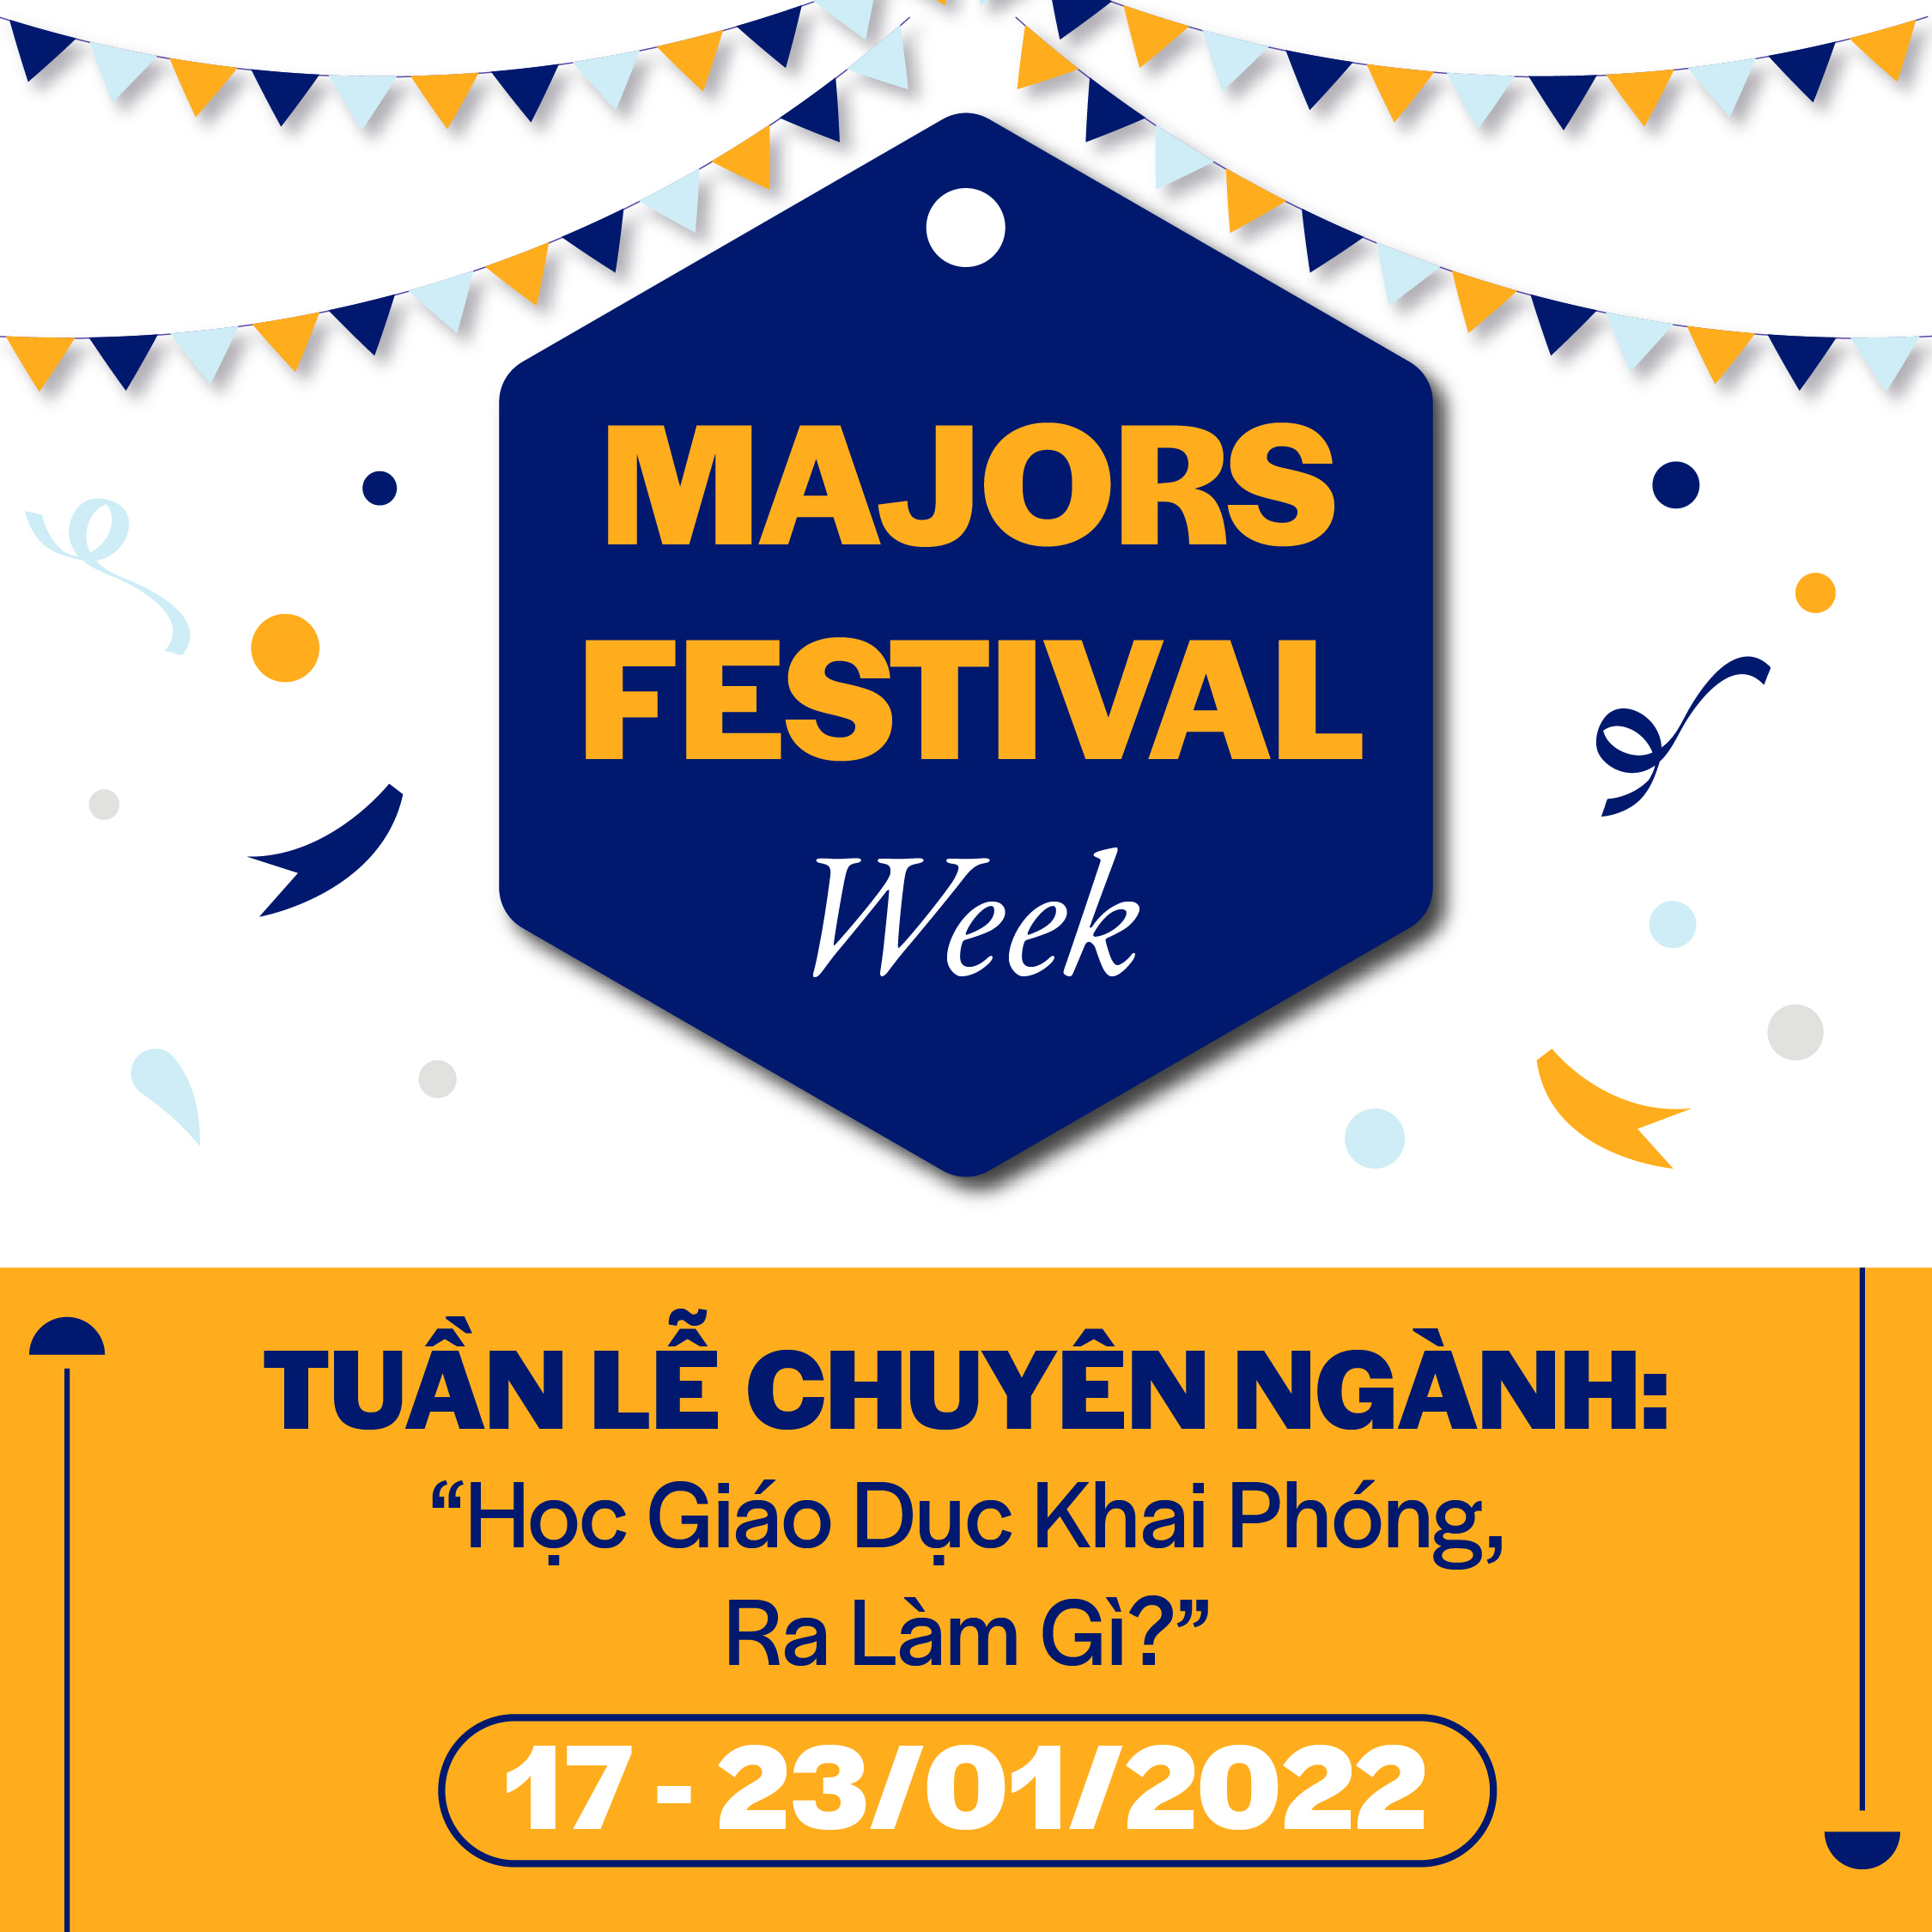 MAJORS
FESTIVAL
Week
TUẦN LỄ CHUYÊN NGÀNH:
“Học Giáo Dục Khai Phóng,
Ra Làm Gì?”
17 - 23/01/2022